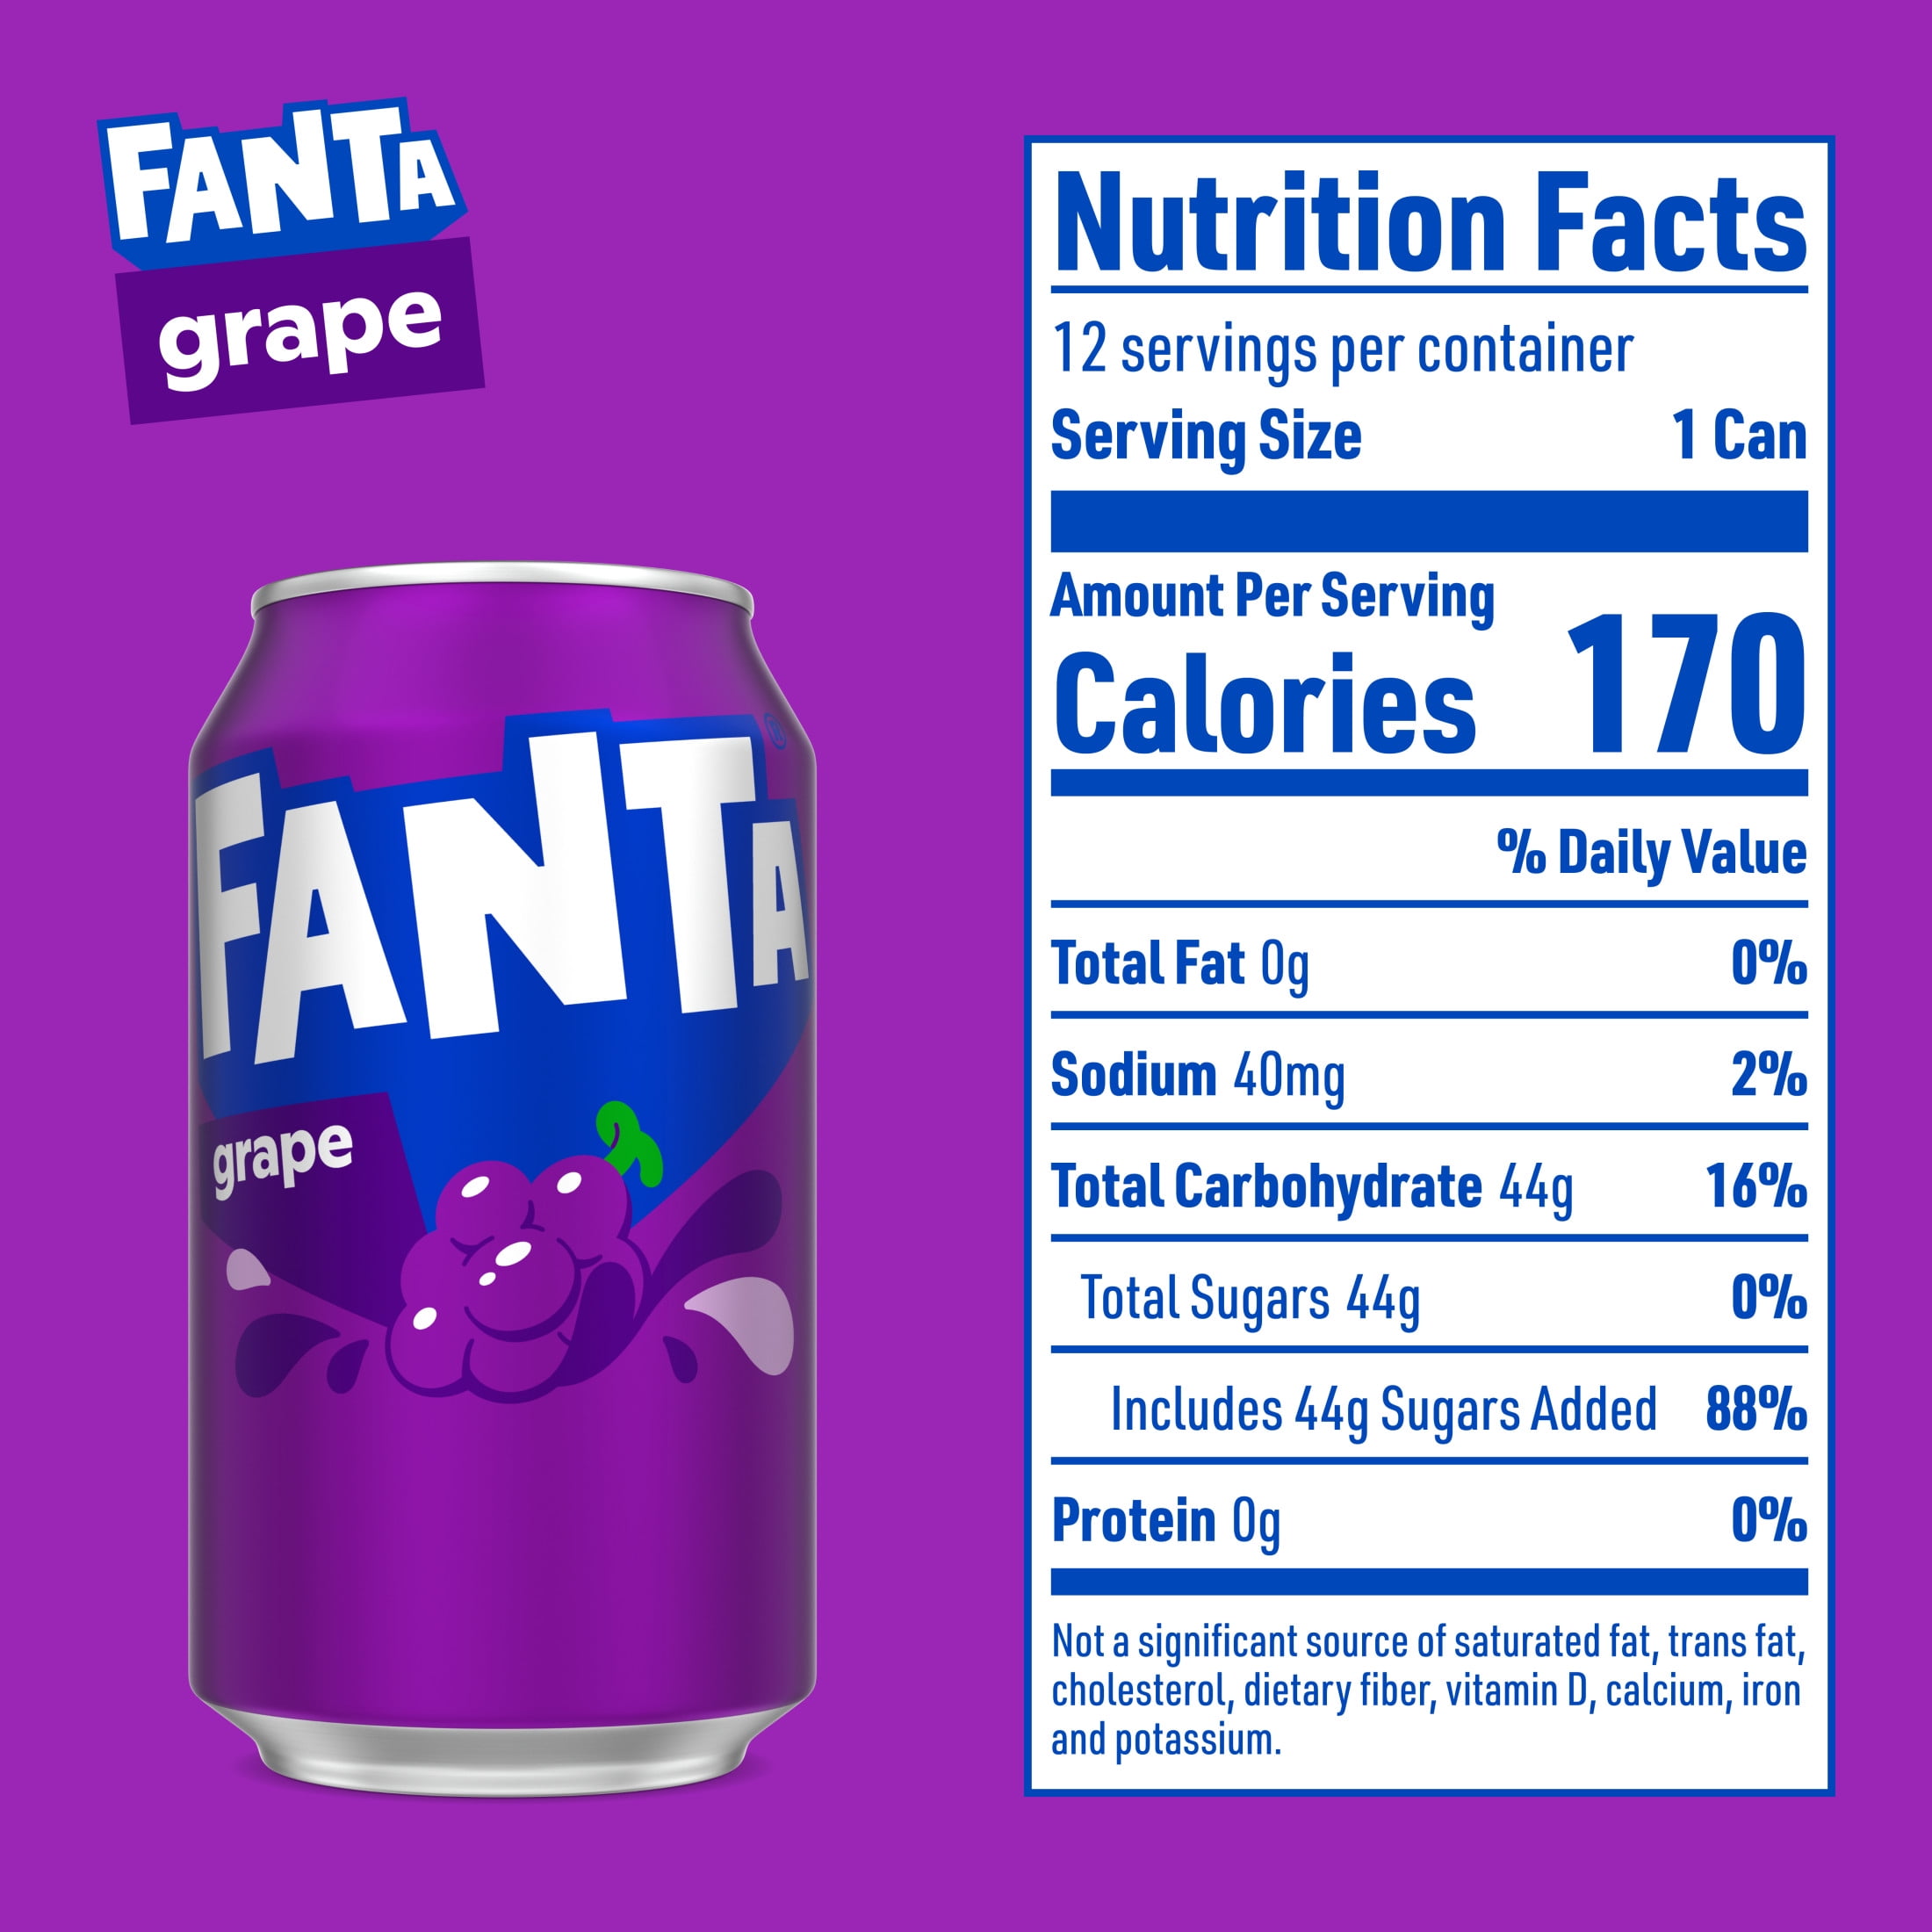 FANTA
grape
FANTA®
grape
Nutrition Facts
12 servings per container
Serving Size 1 Can
Amount Per Serving
Calories 170
% Daily Value
Total Fat 0g 0%
Sodium 40mg 2%
Total Carbohydrate 44g 16%
Total Sugars 44g 0%
Includes 44g Sugars Added 88%
Protein 0g 0%
Not a significant source of saturated fat, trans fat,
cholesterol, dietary fiber, vitamin D, calcium, iron
and potassium.